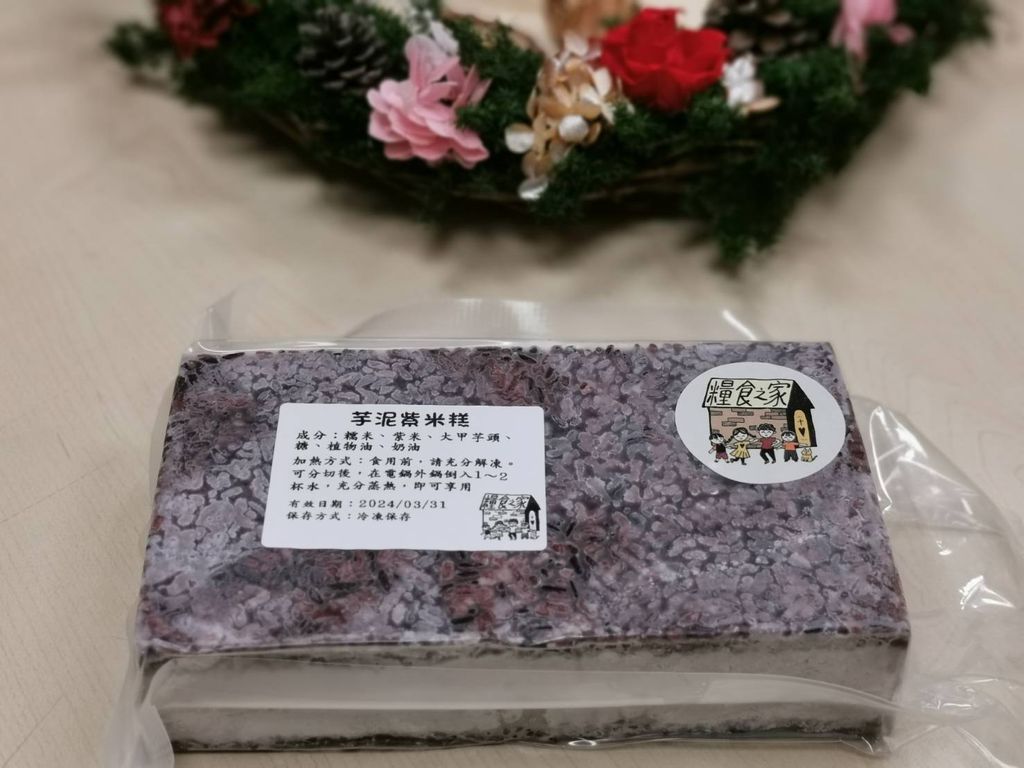 糧食之家
芋泥紫米糕
成分：糯米、紫米、大甲芋頭、
糖、植物油、奶油
加熱方式：食用前，請充分解凍。
可分切後，在電鍋外鍋倒入1～2
杯水，充分蒸熱，即可享用
有效日期：2024/03/31
保存方式：冷凍保存
糧食之家